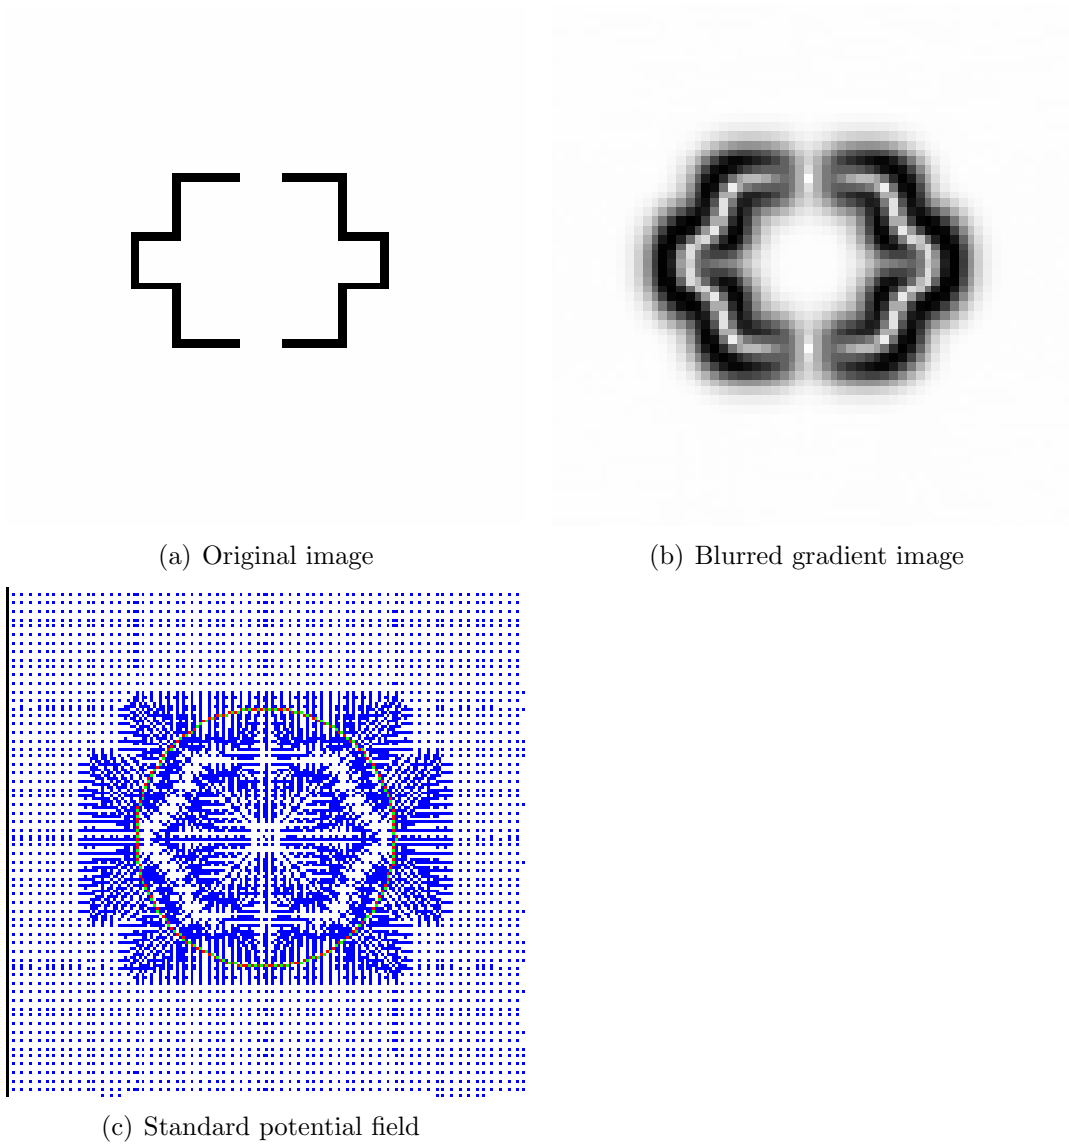 (a) Original image
(b) Blurred gradient image
(c) Standard potential field